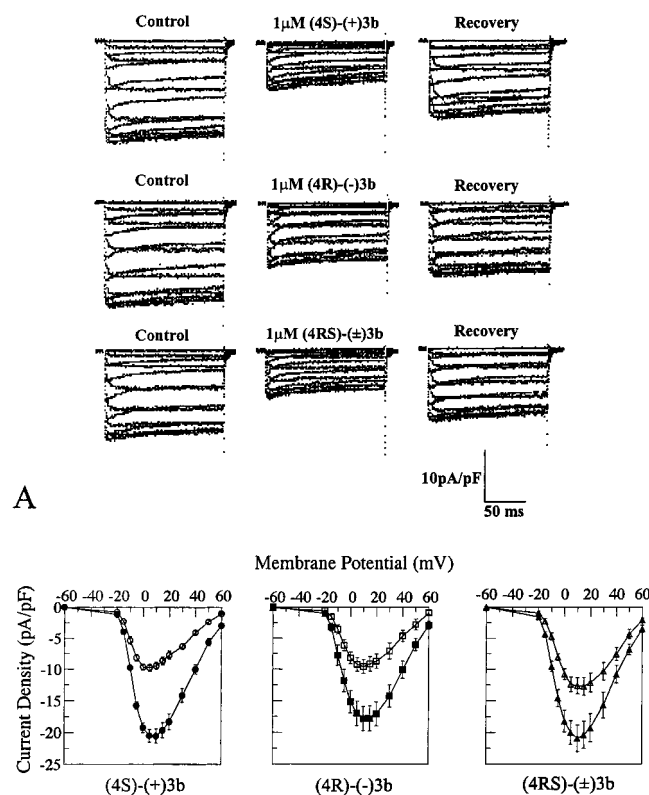 Control 1μM (4S)-(+)3b Recovery
Control 1μM (4R)-(-)3b Recovery
Control 1μM (4RS)-(±)3b Recovery
10pA/pF
50 ms
A
Membrane Potential (mV)
-60 -40 -20 0 20 40 60 -60 -40 -20 0 20 40 60 -60 -40 -20 0 20 40 60
Current Density (pA/pF)
0
-5
-10
-15
-20
-25
(4S)-(+)3b (4R)-(-)3b (4RS)-(±)3b